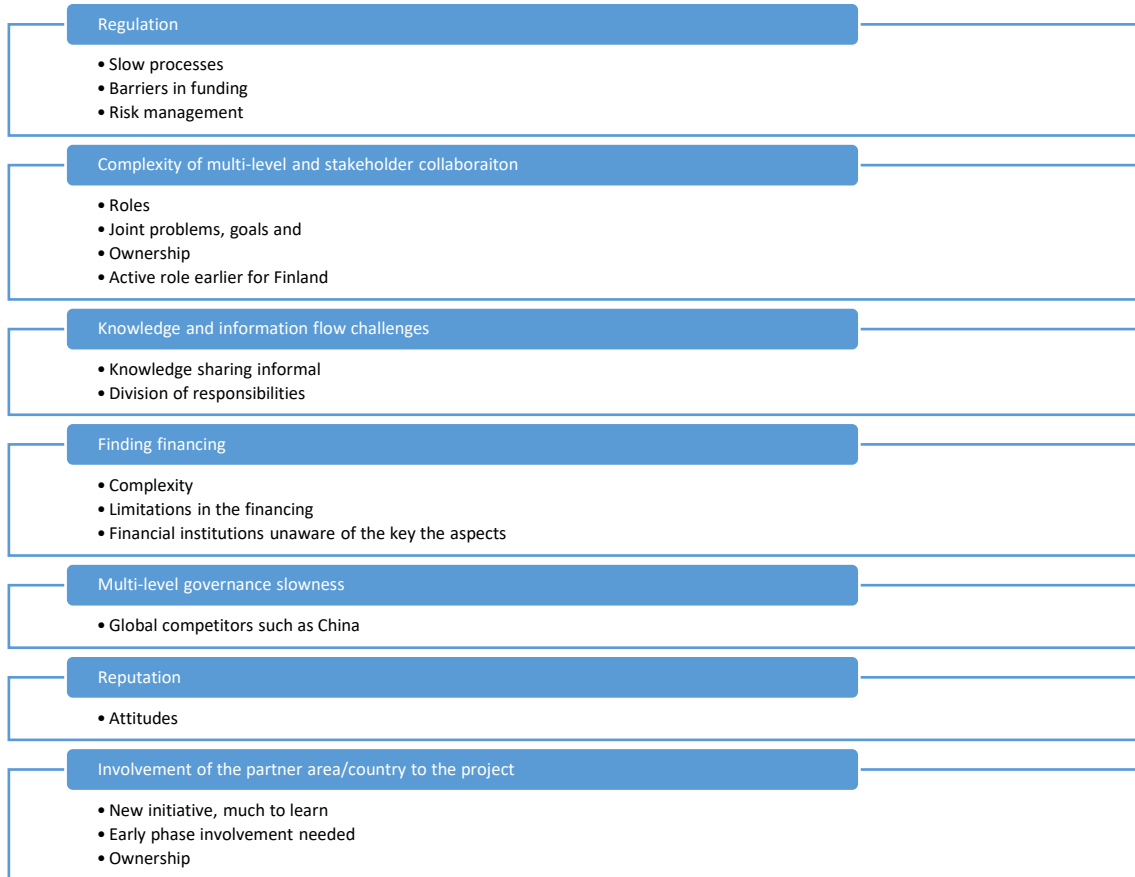 Regulation
• Slow processes
• Barriers in funding
• Risk management
Complexity of multi-level and stakeholder collaboraiton
• Roles
• Joint problems, goals and
• Ownership
• Active role earlier for Finland
Knowledge and information flow challenges
• Knowledge sharing informal
• Division of responsibilities
Finding financing
• Complexity
• Limitations in the financing
• Financial institutions unaware of the key the aspects
Multi-level governance slowness
• Global competitors such as China
Reputation
• Attitudes
Involvement of the partner area/country to the project
• New initiative, much to learn
• Early phase involvement needed
• Ownership